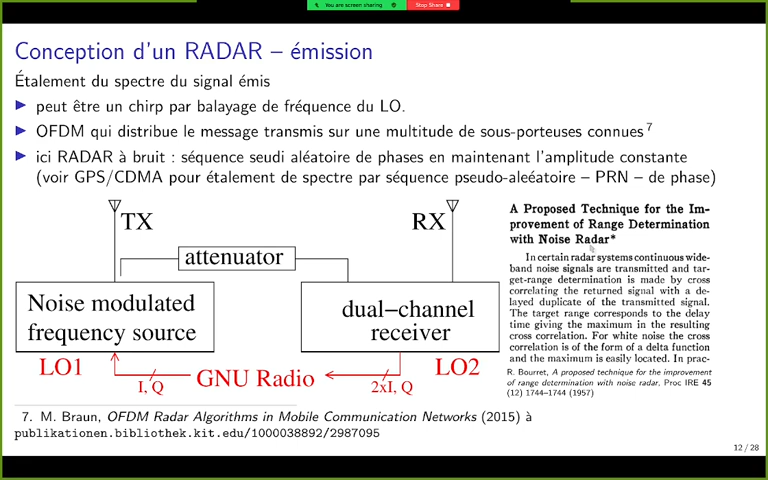 You are screen sharing
Stop Share
Conception d'un RADAR – émission
Étalement du spectre du signal émis
peut être un chirp par balayage de fréquence du LO.
OFDM qui distribue le message transmis sur une multitude de sous-porteuses connues 7
ici RADAR à bruit : séquence seudi aléatoire de phases en maintenant l'amplitude constante
(voir GPS/CDMA pour étalement de spectre par séquence pseudo-aleéatoire – PRN – de phase)
TX
RX
attenuator
Noise modulated
frequency source
dual−channel
receiver
LO1
LO2
GNU Radio
I, Q
2xI, Q
A Proposed Technique for the Im-
provement of Range Determination
with Noise Radar*
In certain radar systems continuous wide-
band noise signals are transmitted and tar-
get-range determination is made by cross
correlating the returned signal with a de-
layed duplicate of the transmitted signal.
The target range corresponds to the delay
time giving the maximum in the resulting
cross correlation. For white noise the cross
correlation is of the form of a delta function
and the maximum is easily located. In prac-
R. Bourret, A proposed technique for the improvement
of range determination with noise radar, Proc IRE 45
(12) 1744–1744 (1957)
7. M. Braun, OFDM Radar Algorithms in Mobile Communication Networks (2015) à
publikationen.bibliothek.kit.edu/1000038892/2987095
12 / 28